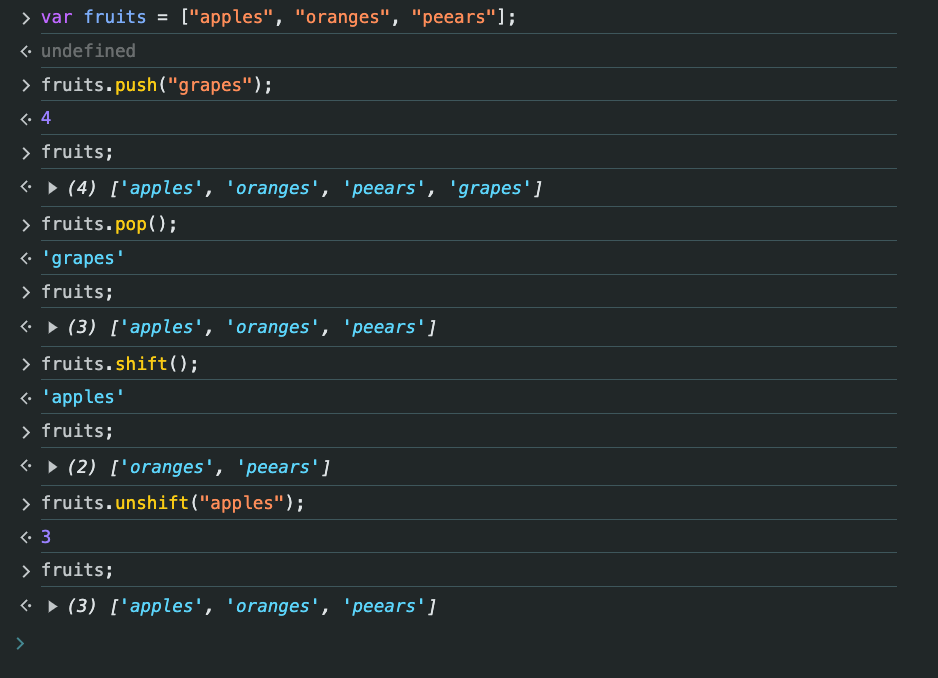 > var fruits = ["apples", "oranges", "peears"];
undefined
> fruits.push("grapes");
4
> fruits;
(4) ['apples', 'oranges', 'peears', 'grapes']
> fruits.pop();
'grapes'
> fruits;
(3) ['apples', 'oranges', 'peears']
> fruits.shift();
'apples'
> fruits;
(2) ['oranges', 'peears']
> fruits.unshift("apples");
3
> fruits;
(3) ['apples', 'oranges', 'peears']
>